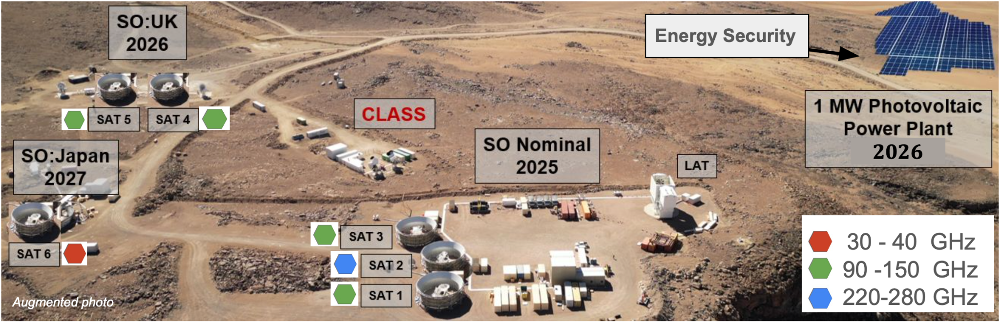 SO:UK
2026
Energy Security
1 MW Photovoltaic
Power Plant
2026
CLASS
SAT 5
SAT 4
SO Nominal
2025
SO:Japan
2027
LAT
SAT 3
SAT 6
SAT 2
SAT 1
30 - 40 GHz
90 -150 GHz
220-280 GHz
Augmented photo